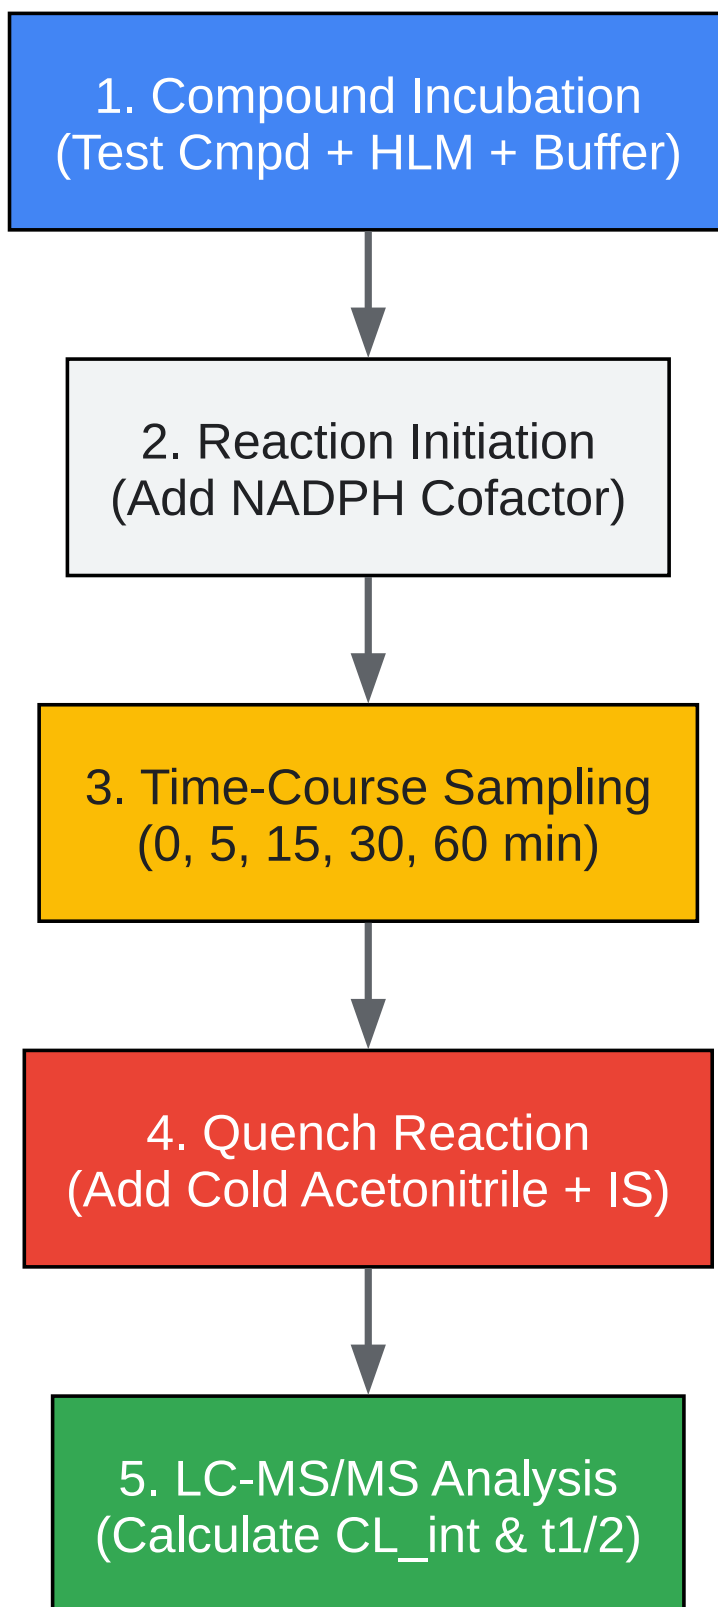 1. Compound Incubation
(Test Cmpd + HLM + Buffer)
2. Reaction Initiation
(Add NADPH Cofactor)
3. Time-Course Sampling
(0, 5, 15, 30, 60 min)
4. Quench Reaction
(Add Cold Acetonitrile + IS)
5. LC-MS/MS Analysis
(Calculate CL_int & t1/2)